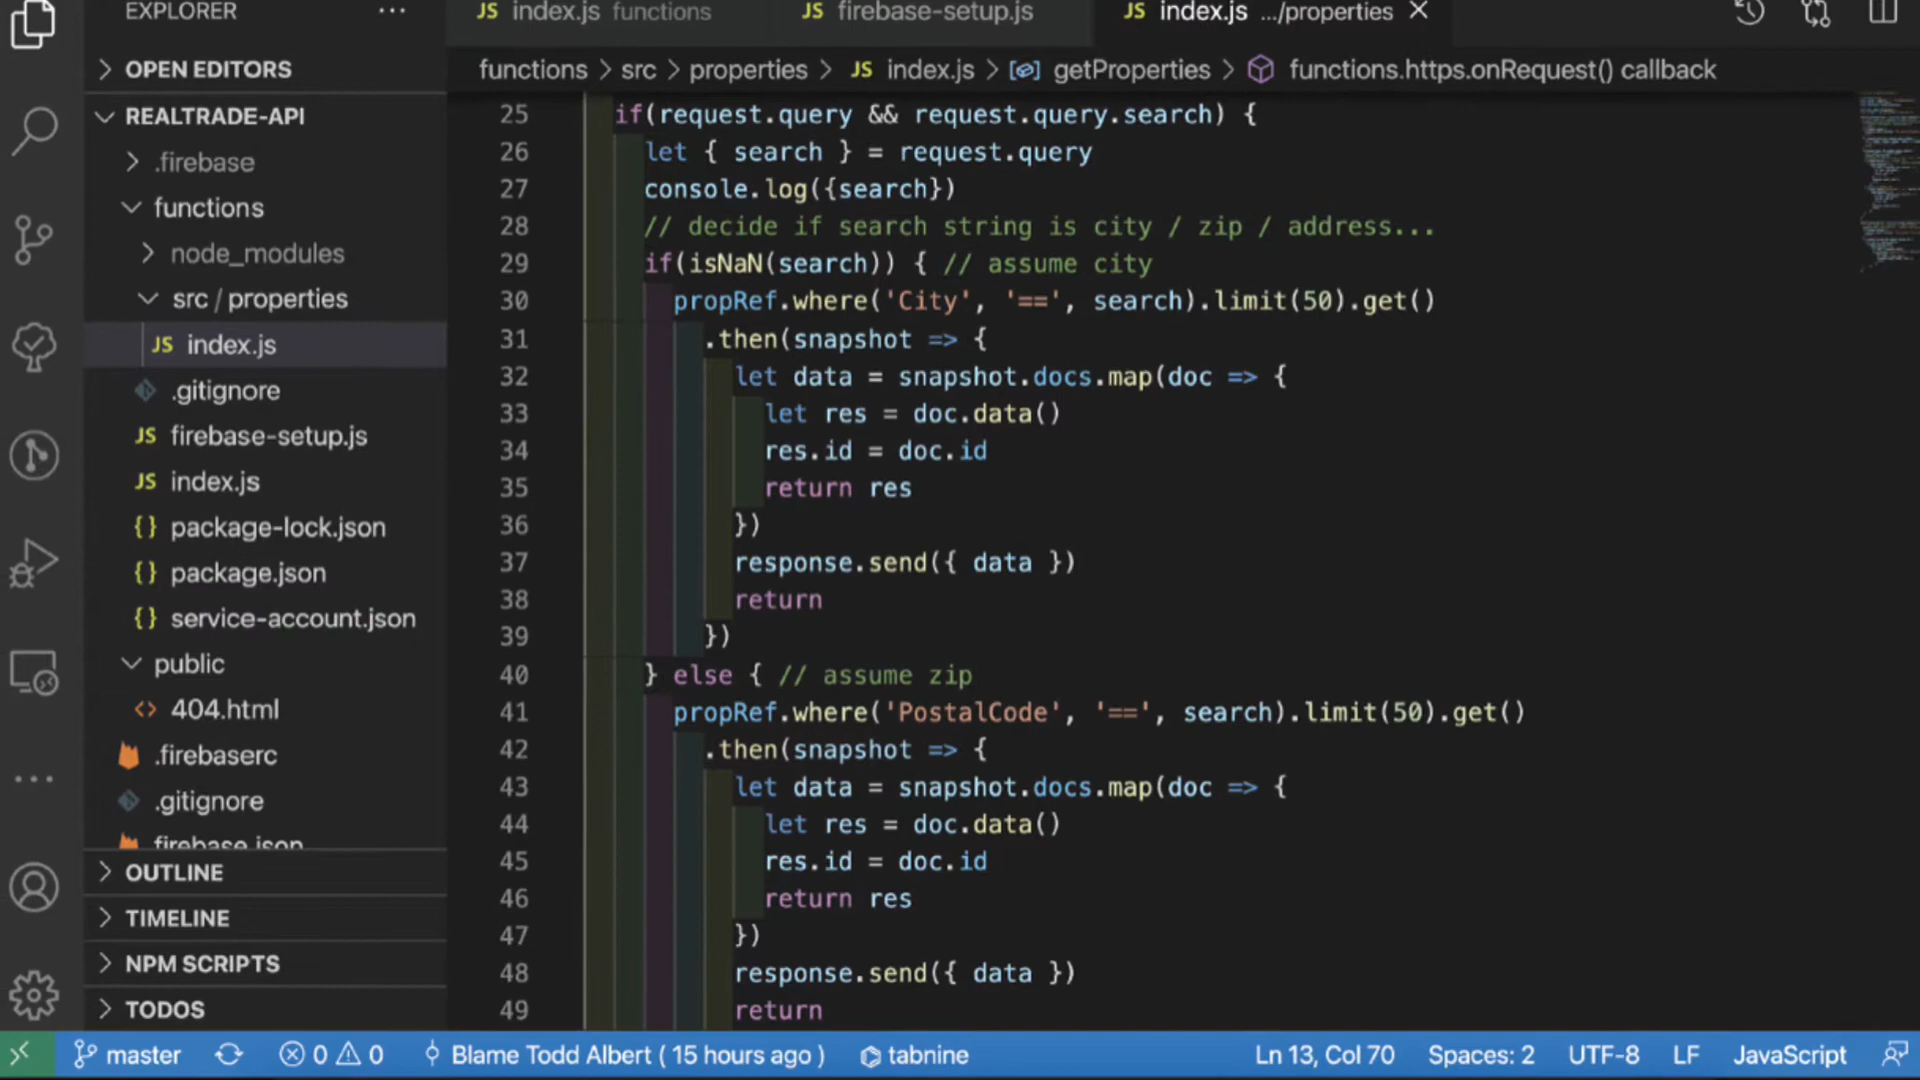 EXPLORER
···
JS index.js functions
JS firebase-setup.js
JS index.js .../properties
OPEN EDITORS
REALTRADE-API
.firebase
functions
node_modules
src / properties
JS index.js
.gitignore
JS firebase-setup.js
JS index.js
{} package-lock.json
{} package.json
{} service-account.json
public
<> 404.html
.firebaserc
.gitignore
firebase.json
OUTLINE
TIMELINE
NPM SCRIPTS
TODOS
functions > src > properties > JS index.js > getProperties > functions.https.onRequest() callback
25 if(request.query && request.query.search) {
26 let { search } = request.query
27 console.log({search})
28 // decide if search string is city / zip / address...
29 if(isNaN(search)) { // assume city
30 propRef.where('City', '==', search).limit(50).get()
31 .then(snapshot => {
32 let data = snapshot.docs.map(doc => {
33 let res = doc.data()
34 res.id = doc.id
35 return res
36 })
37 response.send({ data })
38 return
39 })
40 } else { // assume zip
41 propRef.where('PostalCode', '==', search).limit(50).get()
42 .then(snapshot => {
43 let data = snapshot.docs.map(doc => {
44 let res = doc.data()
45 res.id = doc.id
46 return res
47 })
48 response.send({ data })
49 return
master
0 0
Blame Todd Albert ( 15 hours ago )
tabnine
Ln 13, Col 70
Spaces: 2
UTF-8
LF
JavaScript